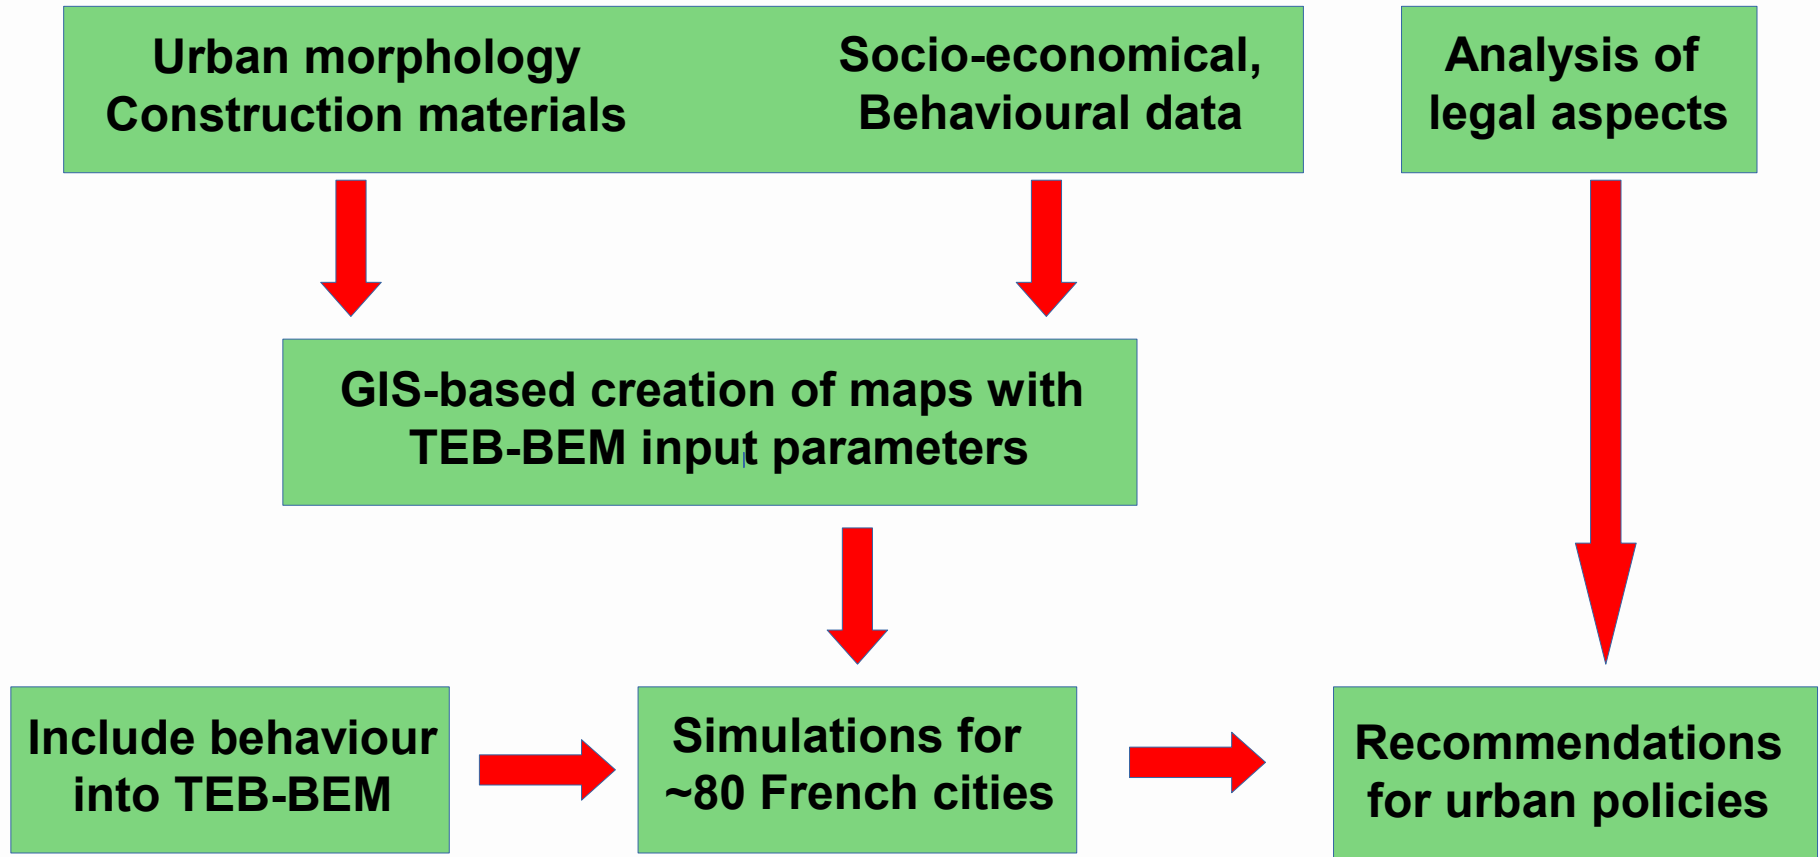 Urban morphology
Construction materials
Socio-economical,
Behavioural data
Analysis of
legal aspects
GIS-based creation of maps with
TEB-BEM input parameters
Include behaviour
into TEB-BEM
Simulations for
~80 French cities
Recommendations
for urban policies